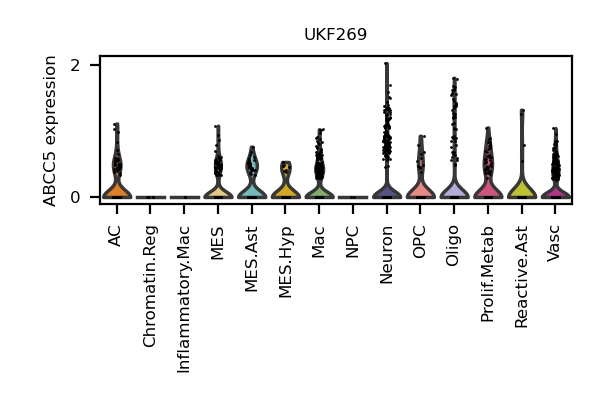 UKF269
ABCC5 expression
2
0
AC
Chromatin.Reg
Inflammatory.Mac
MES
MES.Ast
MES.Hyp
Mac
NPC
Neuron
OPC
Oligo
Prolif.Metab
Reactive.Ast
Vasc